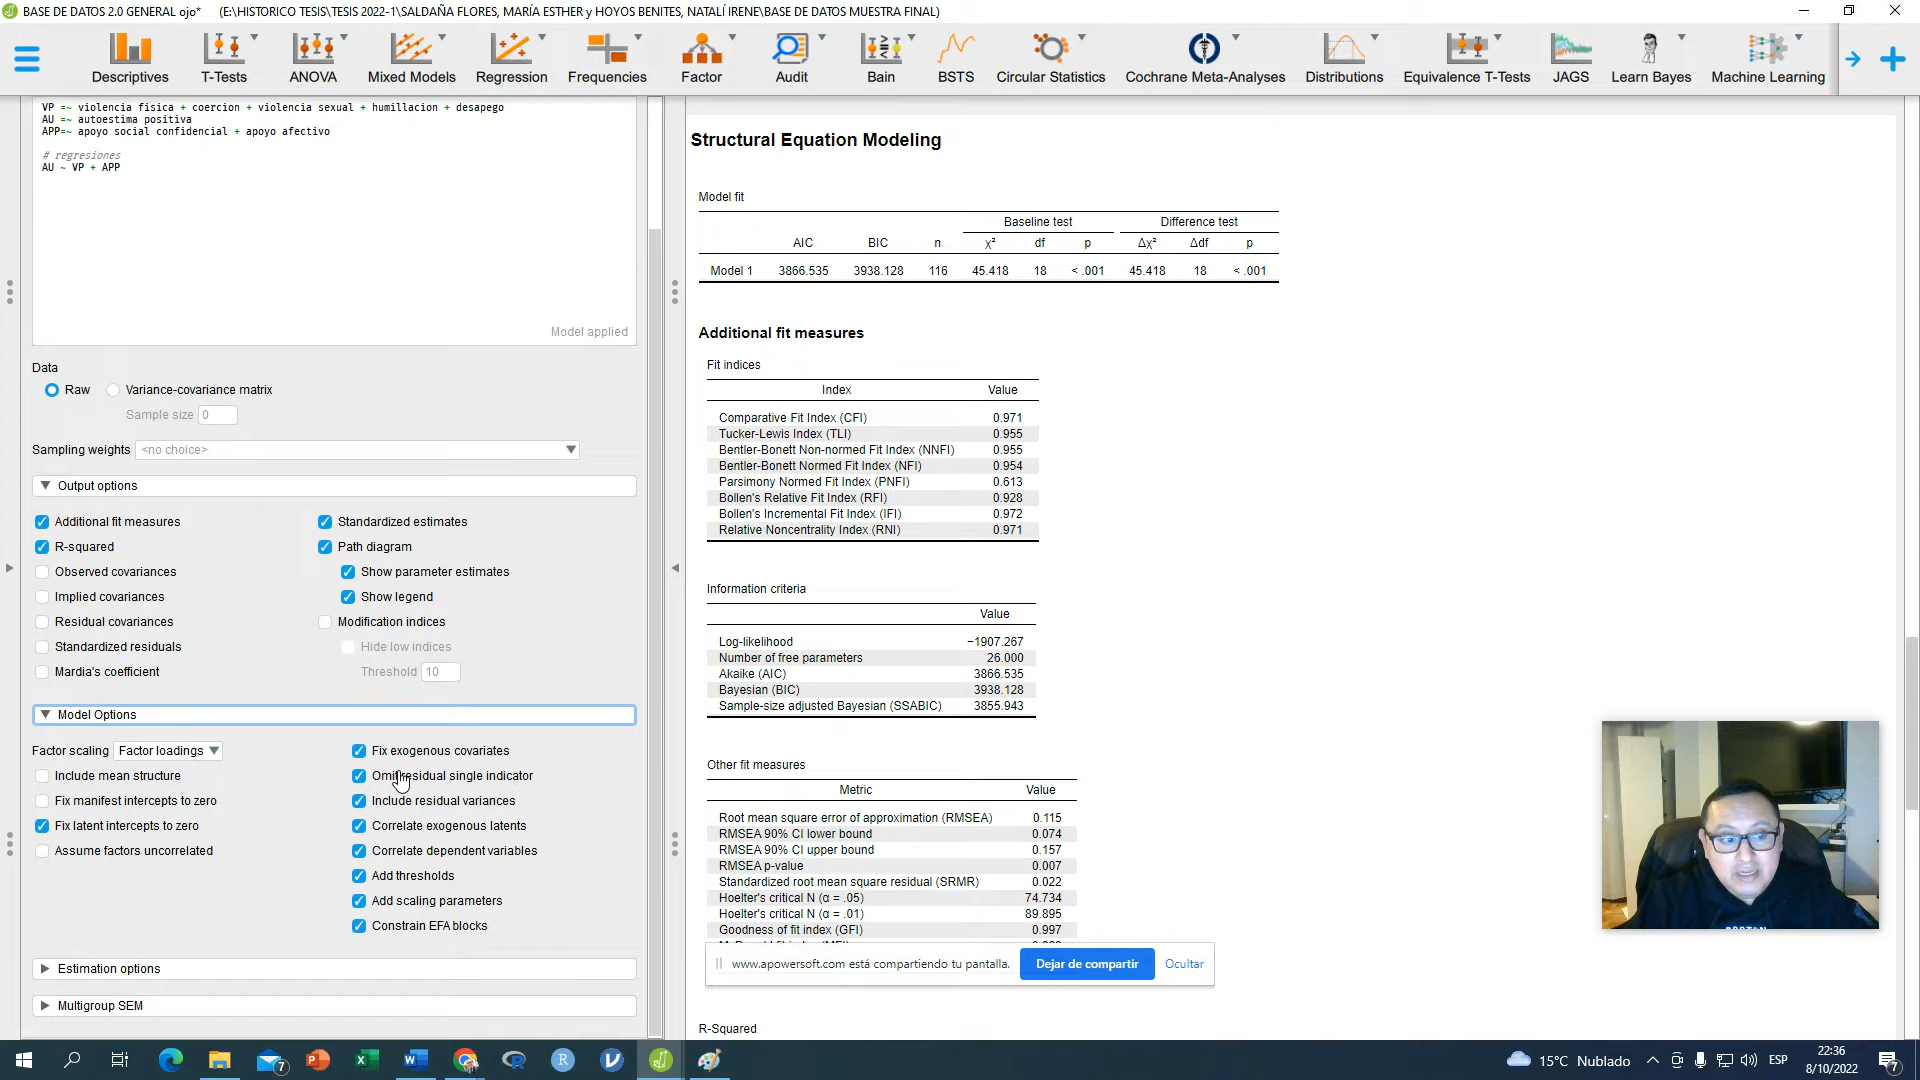 BASE DE DATOS 2.0 GENERAL ojo* (E:\HISTORICO TESIS\TESIS 2022-1\SALDAÑA FLORES, MARÍA ESTHER y HOYOS BENITES, NATALÍ IRENE\BASE DE DATOS MUESTRA FINAL)
Descriptives T-Tests ANOVA Mixed Models Regression Frequencies Factor Audit Bain BSTS Circular Statistics Cochrane Meta-Analyses Distributions Equivalence T-Tests JAGS Learn Bayes Machine Learning
VP =~ violencia fisica + coercion + violencia sexual + humillacion + desapego
AU =~ autoestima positiva
APP=~ apoyo social confidencial + apoyo afectivo
# regresiones
AU ~ VP + APP
Model applied
Data
Raw Variance-covariance matrix
Sample size 0
Sampling weights <no choice>
Output options
Additional fit measures Standardized estimates
R-squared Path diagram
Observed covariances Show parameter estimates
Implied covariances Show legend
Residual covariances Modification indices
Standardized residuals Hide low indices
Mardia's coefficient Threshold 10
Model Options
Factor scaling Factor loadings Fix exogenous covariates
Include mean structure Omit residual single indicator
Fix manifest intercepts to zero Include residual variances
Fix latent intercepts to zero Correlate exogenous latents
Assume factors uncorrelated Correlate dependent variables
Add thresholds
Add scaling parameters
Constrain EFA blocks
Estimation options
Multigroup SEM
Structural Equation Modeling
Model fit
Baseline test Difference test
AIC BIC n χ² df p Δχ² Δdf p
Model 1 3866.535 3938.128 116 45.418 18 < .001 45.418 18 < .001
Additional fit measures
Fit indices
Index Value
Comparative Fit Index (CFI) 0.971
Tucker-Lewis Index (TLI) 0.955
Bentler-Bonett Non-normed Fit Index (NNFI) 0.955
Bentler-Bonett Normed Fit Index (NFI) 0.954
Parsimony Normed Fit Index (PNFI) 0.613
Bollen's Relative Fit Index (RFI) 0.928
Bollen's Incremental Fit Index (IFI) 0.972
Relative Noncentrality Index (RNI) 0.971
Information criteria
Value
Log-likelihood −1907.267
Number of free parameters 26.000
Akaike (AIC) 3866.535
Bayesian (BIC) 3938.128
Sample-size adjusted Bayesian (SSABIC) 3855.943
Other fit measures
Metric Value
Root mean square error of approximation (RMSEA) 0.115
RMSEA 90% CI lower bound 0.074
RMSEA 90% CI upper bound 0.157
RMSEA p-value 0.007
Standardized root mean square residual (SRMR) 0.022
Hoelter's critical N (α = .05) 74.734
Hoelter's critical N (α = .01) 89.895
Goodness of fit index (GFI) 0.997
www.apowersoft.com está compartiendo tu pantalla. Dejar de compartir Ocultar
R-Squared
7 15°C Nublado ESP 22:36
8/10/2022 7